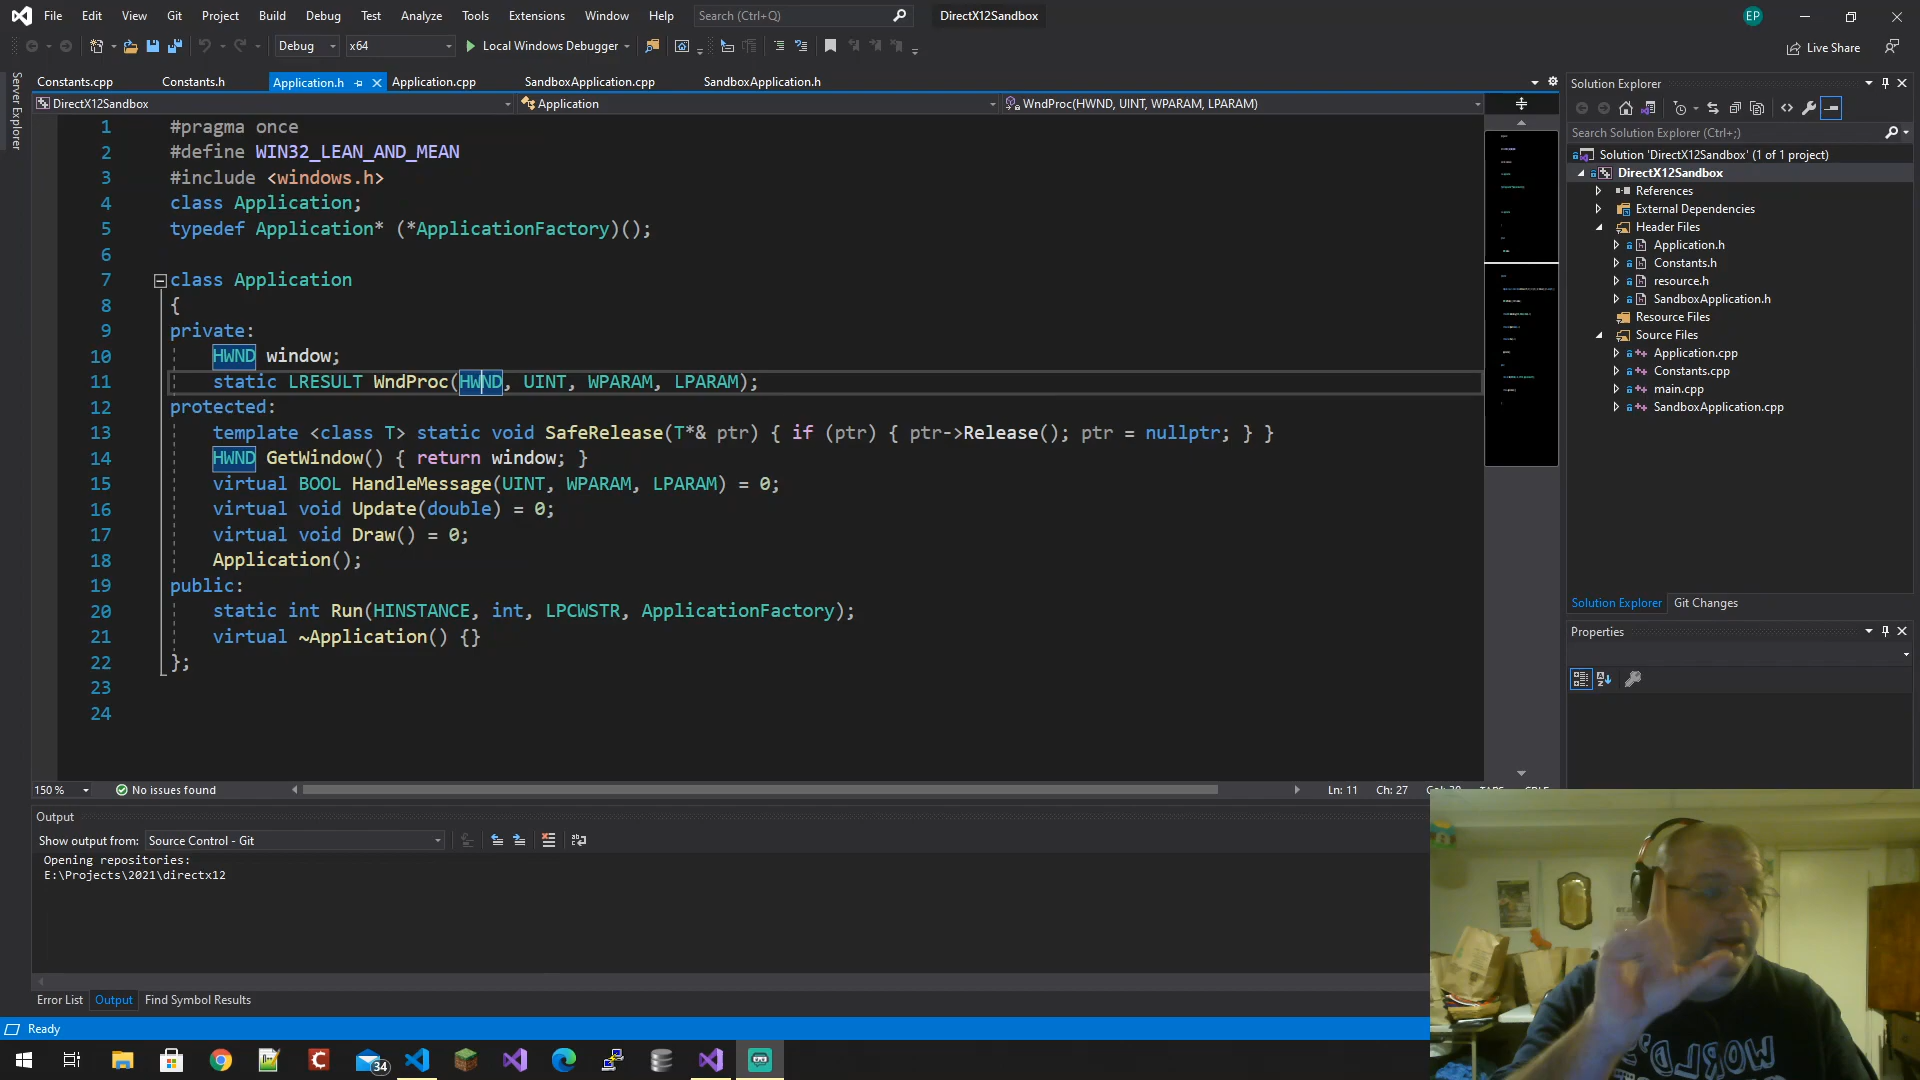 File Edit View Git Project Build Debug Test Analyze Tools Extensions Window Help Search (Ctrl+Q) DirectX12Sandbox EP
Debug x64 Local Windows Debugger Live Share
Server Explorer
Constants.cpp Constants.h Application.h Application.cpp SandboxApplication.cpp SandboxApplication.h
DirectX12Sandbox Application WndProc(HWND, UINT, WPARAM, LPARAM)
1 #pragma once
2 #define WIN32_LEAN_AND_MEAN
3 #include <windows.h>
4 class Application;
5 typedef Application* (*ApplicationFactory)();
6
7 class Application
8 {
9 private:
10 HWND window;
11 static LRESULT WndProc(HWND, UINT, WPARAM, LPARAM);
12 protected:
13 template <class T> static void SafeRelease(T*& ptr) { if (ptr) { ptr->Release(); ptr = nullptr; } }
14 HWND GetWindow() { return window; }
15 virtual BOOL HandleMessage(UINT, WPARAM, LPARAM) = 0;
16 virtual void Update(double) = 0;
17 virtual void Draw() = 0;
18 Application();
19 public:
20 static int Run(HINSTANCE, int, LPCWSTR, ApplicationFactory);
21 virtual ~Application() {}
22 };
23
24
150 % No issues found Ln: 11 Ch: 27
Output
Show output from: Source Control - Git
Opening repositories:
E:\Projects\2021\directx12
Error List Output Find Symbol Results
Ready
34
Solution Explorer
Search Solution Explorer (Ctrl+;)
Solution 'DirectX12Sandbox' (1 of 1 project)
DirectX12Sandbox
References
External Dependencies
Header Files
Application.h
Constants.h
resource.h
SandboxApplication.h
Resource Files
Source Files
Application.cpp
Constants.cpp
main.cpp
SandboxApplication.cpp
Solution Explorer Git Changes
Properties
WORLD'S